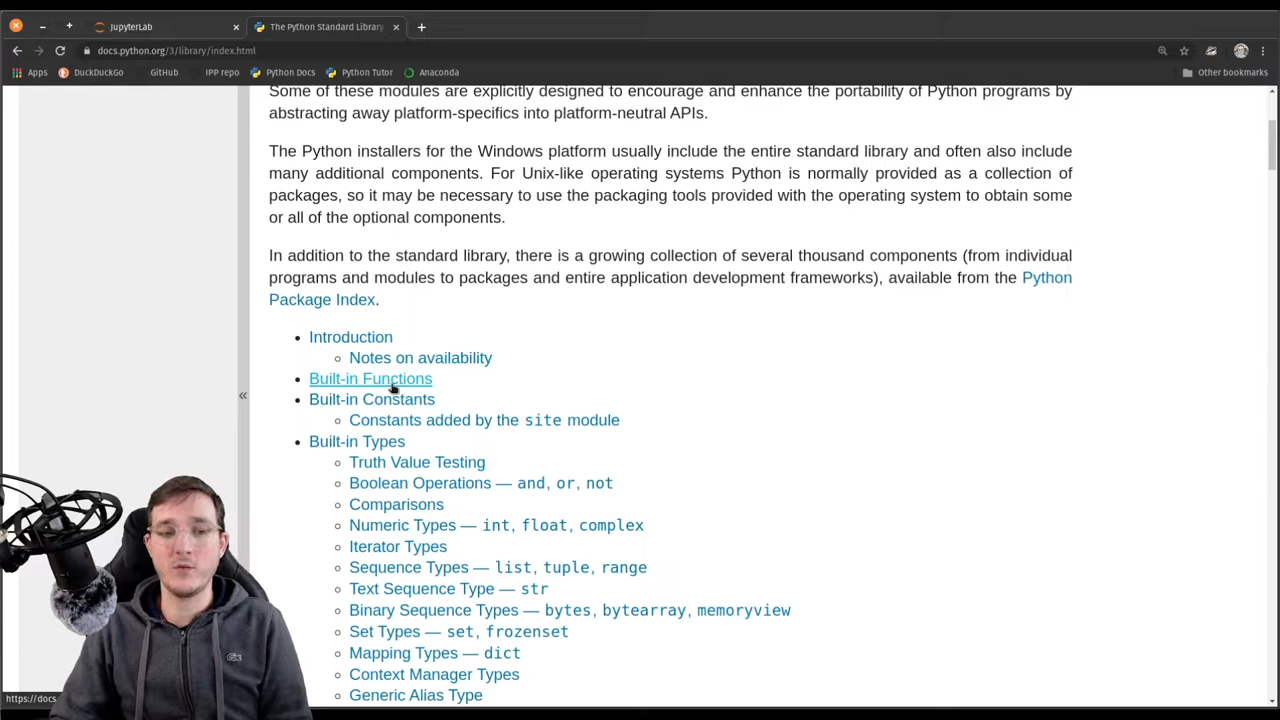 JupyterLab
The Python Standard Library
docs.python.org/3/library/index.html
Apps DuckDuckGo GitHub IPP repo Python Docs Python Tutor Anaconda Other bookmarks
Some of these modules are explicitly designed to encourage and enhance the portability of Python programs by
abstracting away platform-specifics into platform-neutral APIs.
The Python installers for the Windows platform usually include the entire standard library and often also include
many additional components. For Unix-like operating systems Python is normally provided as a collection of
packages, so it may be necessary to use the packaging tools provided with the operating system to obtain some
or all of the optional components.
In addition to the standard library, there is a growing collection of several thousand components (from individual
programs and modules to packages and entire application development frameworks), available from the Python
Package Index.
• Introduction
◦ Notes on availability
• Built-in Functions
• Built-in Constants
◦ Constants added by the site module
• Built-in Types
◦ Truth Value Testing
◦ Boolean Operations — and, or, not
◦ Comparisons
◦ Numeric Types — int, float, complex
◦ Iterator Types
◦ Sequence Types — list, tuple, range
◦ Text Sequence Type — str
◦ Binary Sequence Types — bytes, bytearray, memoryview
◦ Set Types — set, frozenset
◦ Mapping Types — dict
◦ Context Manager Types
◦ Generic Alias Type
«
https://docs.